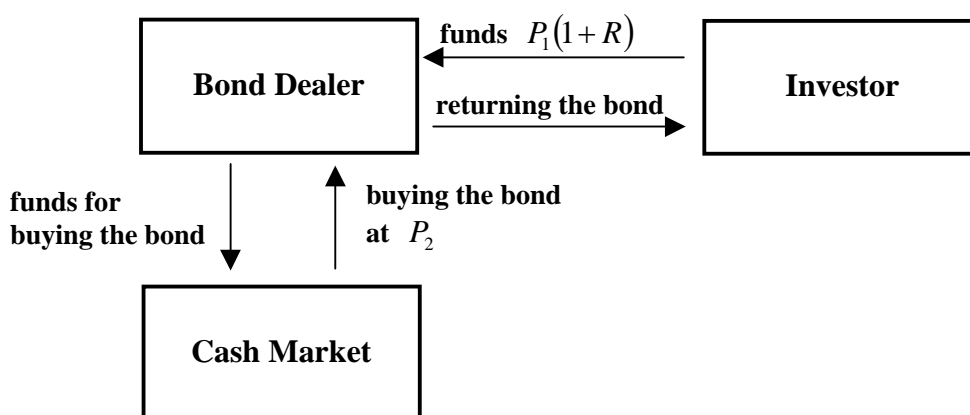 funds P₁(1 + R)
Bond Dealer
Investor
returning the bond
funds for
buying the bond
buying the bond
at P₂
Cash Market